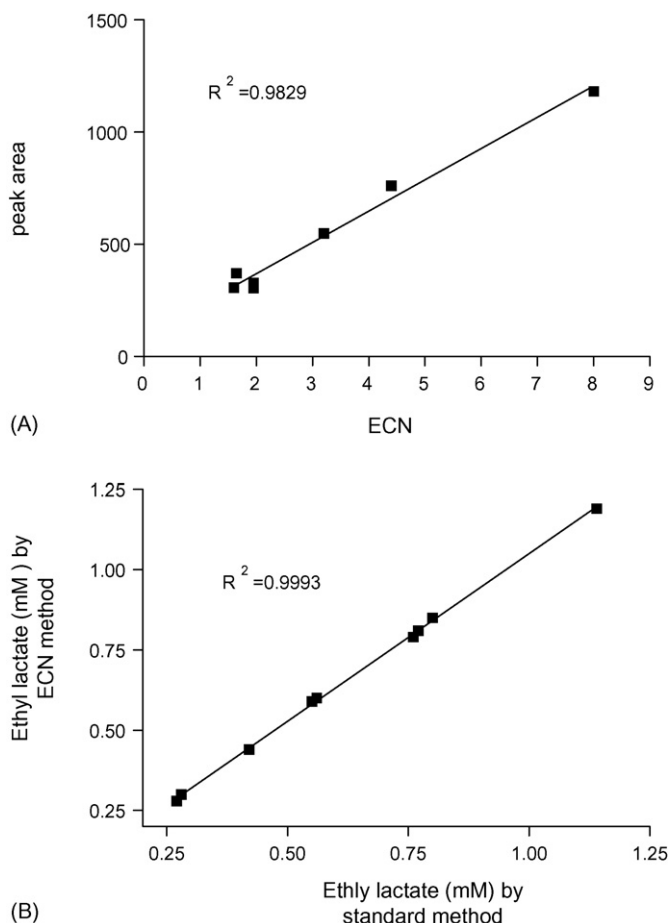 1500
R² =0.9829
1000
peak area
500
0
0 1 2 3 4 5 6 7 8 9
(A)
ECN
1.25
1.00
R² =0.9993
Ethyl lactate (mM) by
ECN method
0.75
0.50
0.25
0.25 0.50 0.75 1.00 1.25
Ethly lactate (mM) by
(B)
standard method